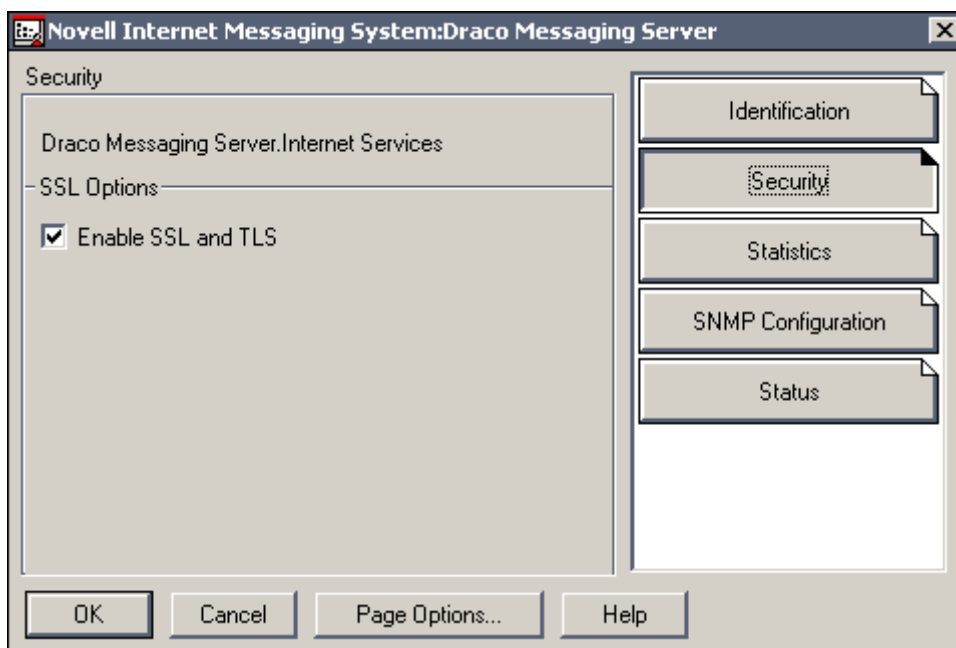 Novell Internet Messaging System:Draco Messaging Server
Security
Draco Messaging Server.Internet Services
SSL Options
Enable SSL and TLS
Identification
Security
Statistics
SNMP Configuration
Status
OK
Cancel
Page Options...
Help